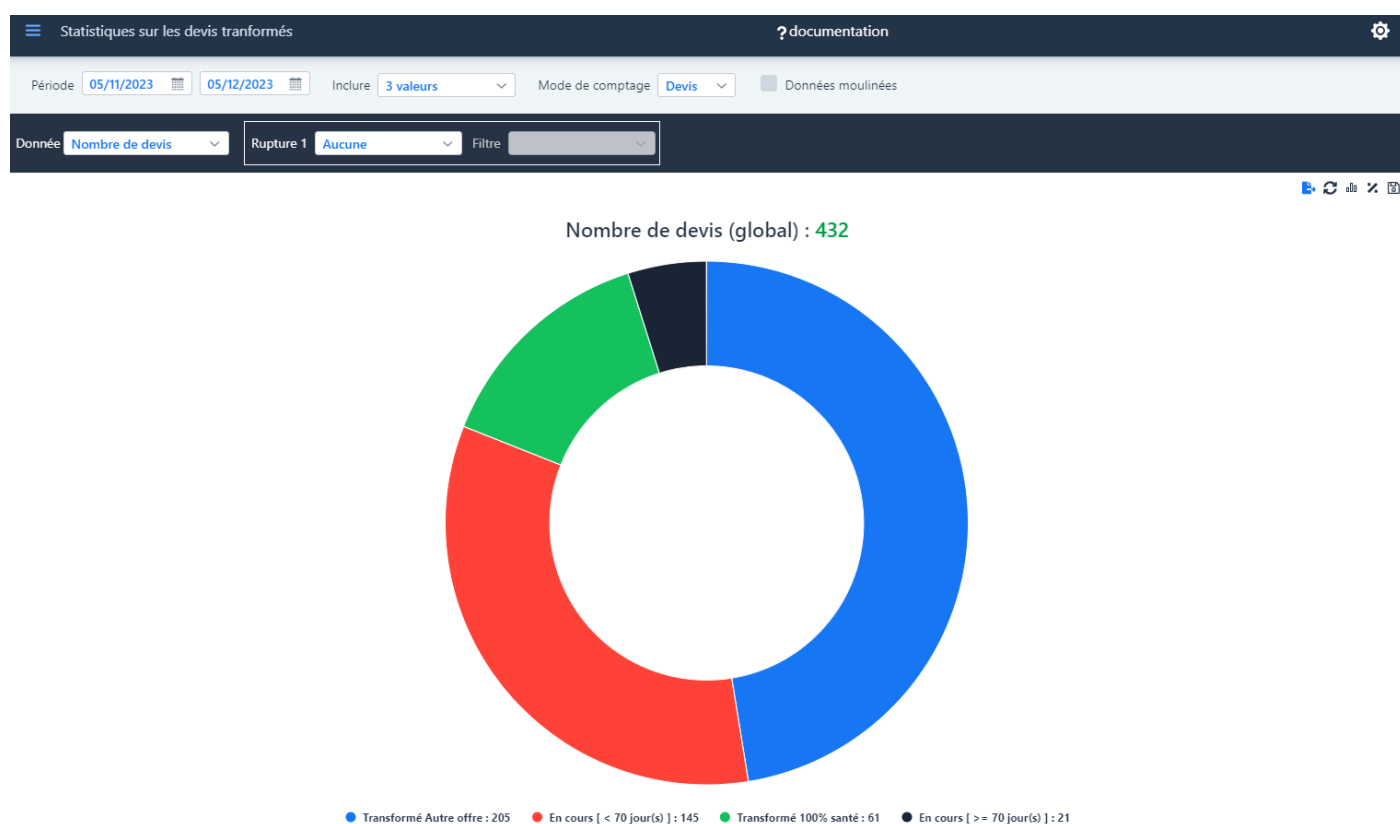 Statistiques sur les devis tranformés
?documentation
Période 05/11/2023 05/12/2023 Inclure 3 valeurs Mode de comptage Devis Données moulinées
Donnée Nombre de devis Rupture 1 Aucune Filtre
Nombre de devis (global) : 432
Transformé Autre offre : 205 En cours [ < 70 jour(s) ] : 145 Transformé 100% santé : 61 En cours [ >= 70 jour(s) ] : 21